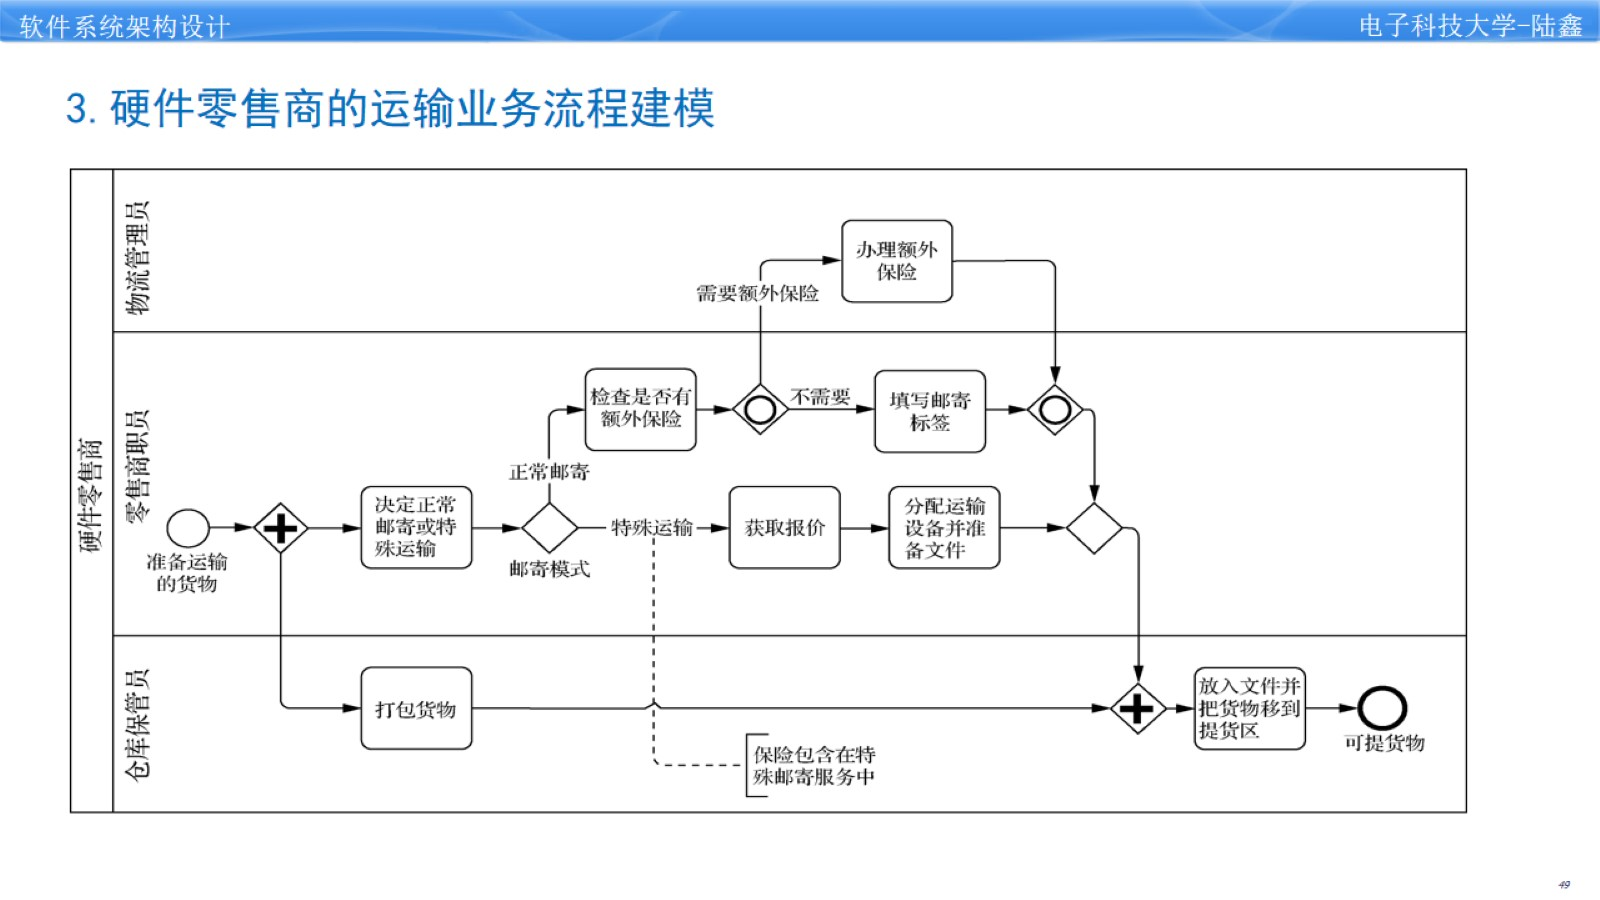 软件系统架构设计
电子科技大学-陆鑫
3. 硬件零售商的运输业务流程建模
硬件零售商
物流管理员
办理额外
保险
需要额外保险
零售商职员
检查是否有
额外保险
不需要
填写邮寄
标签
正常邮寄
准备运输
的货物
决定正常
邮寄或特
殊运输
邮寄模式
特殊运输
获取报价
分配运输
设备并准
备文件
仓库保管员
打包货物
保险包含在特
殊邮寄服务中
放入文件并
把货物移到
提货区
可提货物
49